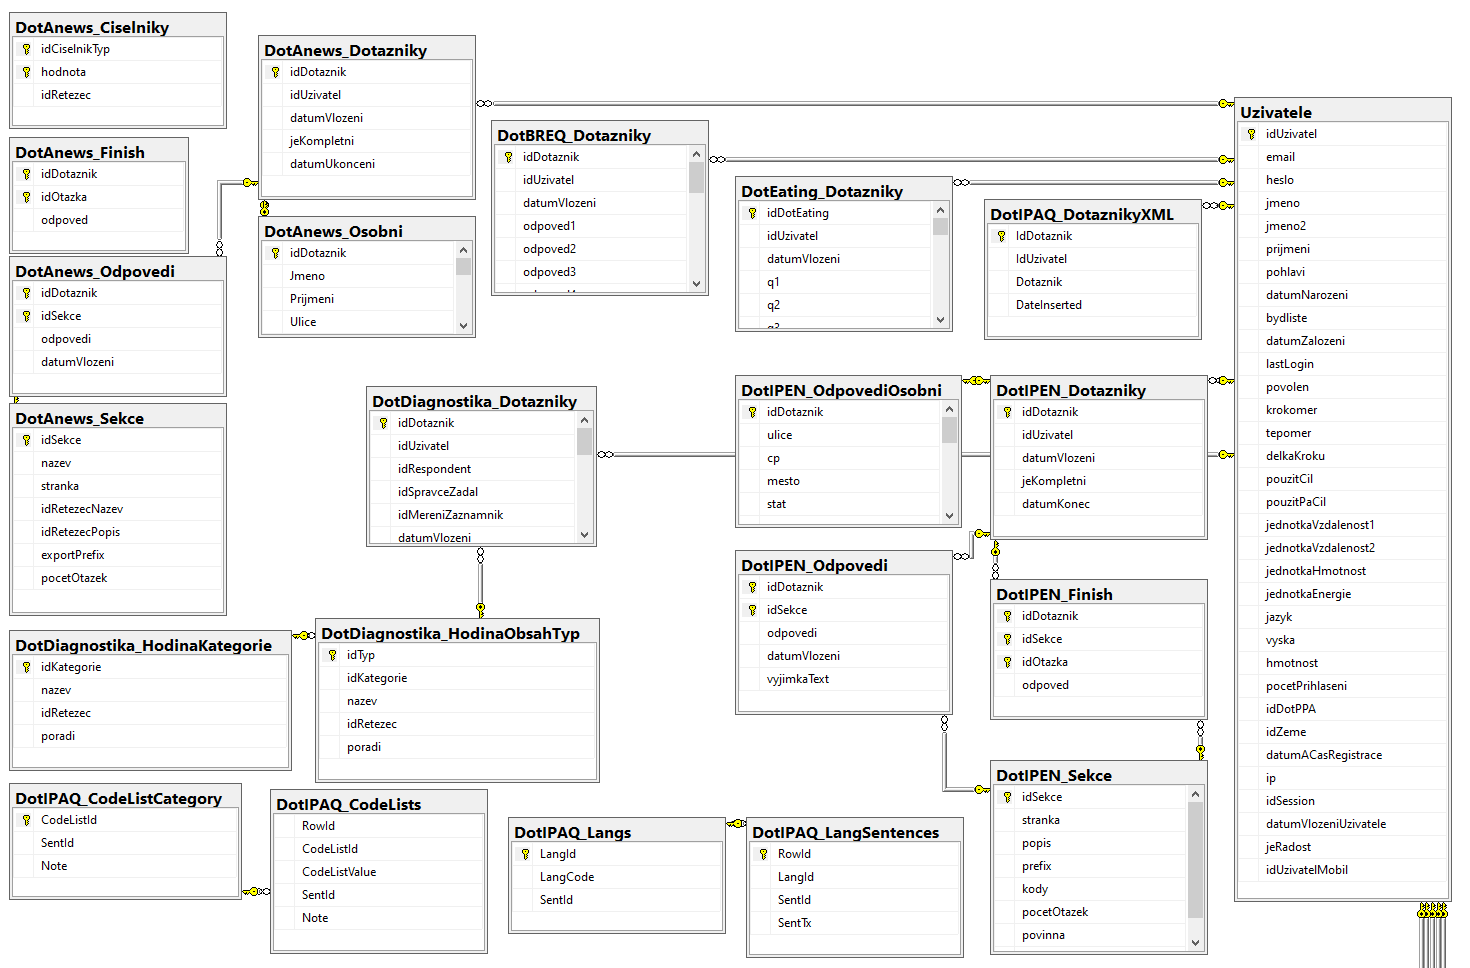 DotAnews_Ciselniky
idCiselnikTyp
hodnota
idRetezec
DotAnews_Finish
idDotaznik
idOtazka
odpoved
DotAnews_Odpovedi
idDotaznik
idSekce
odpovedi
datumVlozeni
DotAnews_Sekce
idSekce
nazev
stranka
idRetezecNazev
idRetezecPopis
exportPrefix
pocetOtazek
DotDiagnostika_HodinaKategorie
idKategorie
nazev
idRetezec
poradi
DotIPAQ_CodeListCategory
CodeListId
SentId
Note
DotAnews_Dotazniky
idDotaznik
idUzivatel
datumVlozeni
jeKompletni
datumUkonceni
DotAnews_Osobni
idDotaznik
Jmeno
Prijmeni
Ulice
DotDiagnostika_Dotazniky
idDotaznik
idUzivatel
idRespondent
idSpravceZadal
idMereniZaznamnik
datumVlozeni
DotDiagnostika_HodinaObsahTyp
idTyp
idKategorie
nazev
idRetezec
poradi
DotIPAQ_CodeLists
RowId
CodeListId
CodeListValue
SentId
Note
DotBREQ_Dotazniky
idDotaznik
idUzivatel
datumVlozeni
odpoved1
odpoved2
odpoved3
DotIPAQ_Langs
LangId
LangCode
SentId
DotEating_Dotazniky
idDotEating
idUzivatel
datumVlozeni
q1
q2
q3
DotIPEN_OdpovediOsobni
idDotaznik
ulice
cp
mesto
stat
DotIPEN_Odpovedi
idDotaznik
idSekce
odpovedi
datumVlozeni
vyjimkaText
DotIPAQ_LangSentences
RowId
LangId
SentId
SentTx
DotIPAQ_DotaznikyXML
IdDotaznik
IdUzivatel
Dotaznik
DateInserted
DotIPEN_Dotazniky
idDotaznik
idUzivatel
datumVlozeni
jeKompletni
datumKonec
DotIPEN_Finish
idDotaznik
idSekce
idOtazka
odpoved
DotIPEN_Sekce
idSekce
stranka
popis
prefix
kody
pocetOtazek
povinna
Uzivatele
idUzivatel
email
heslo
jmeno
jmeno2
prijmeni
pohlavi
datumNarozeni
bydliste
datumZalozeni
lastLogin
povolen
krokomer
tepomer
delkaKroku
pouzitCil
pouzitPaCil
jednotkaVzdalenost1
jednotkaVzdalenost2
jednotkaHmotnost
jednotkaEnergie
jazyk
vyska
hmotnost
pocetPrihlaseni
idDotPPA
idZeme
datumACasRegistrace
ip
idSession
datumVlozeniUzivatele
jeRadost
idUzivatelMobil